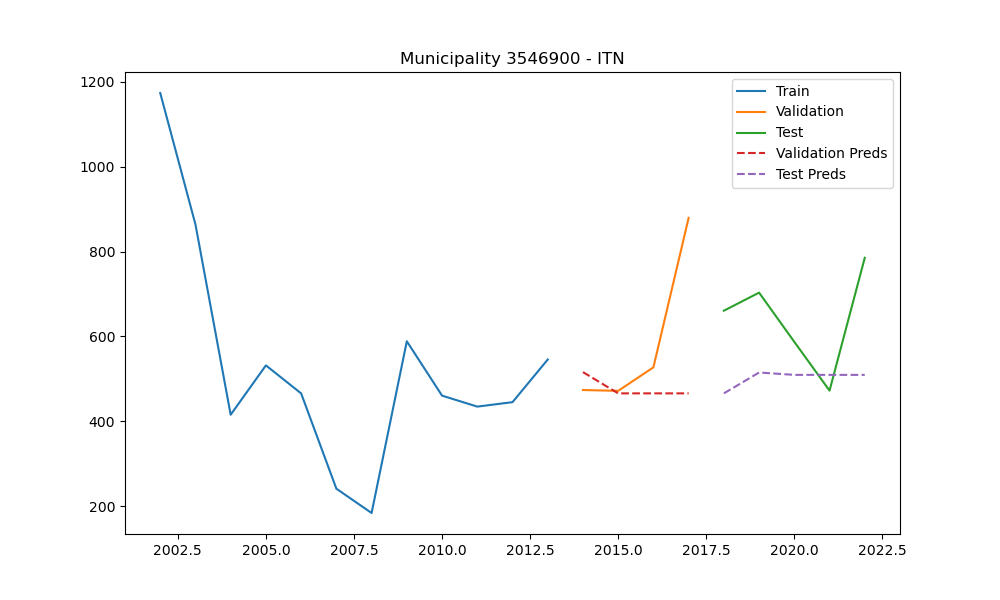 Municipality 3546900 - ITN
Train
Validation
Test
Validation Preds
Test Preds
1200
1000
800
600
400
200
2002.5 2005.0 2007.5 2010.0 2012.5 2015.0 2017.5 2020.0 2022.5